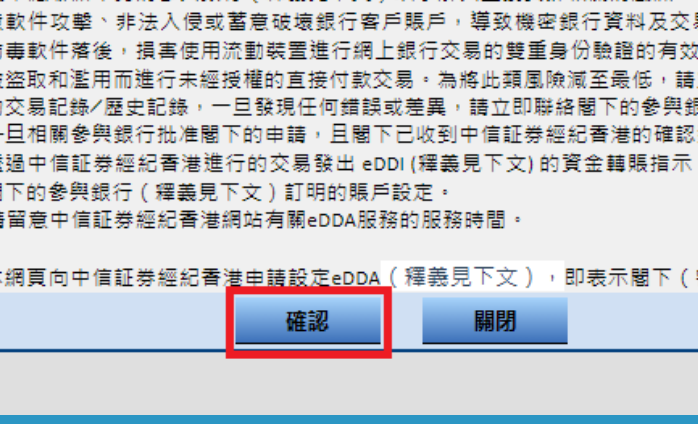 軟件攻擊、非法入侵或蓄意破壞銀行客戶賬戶，導致機密銀行資料及交易
毒軟件落後，損害使用流動裝置進行網上銀行交易的雙重身份驗證的有效
盜取和濫用而進行未經授權的直接付款交易。為將此類風險減至最低，請
交易記錄/歷史記錄，一旦發現任何錯誤或差異，請立即聯絡閣下的參與銀
旦相關參與銀行批准閣下的申請，且閣下已收到中信証券經紀香港的確認
過中信証券經紀香港進行的交易發出 eDDI (釋義見下文) 的資金轉賬指示
下的參與銀行（釋義見下文）訂明的賬戶設定。
留意中信証券經紀香港網站有關eDDA服務的服務時間。
網頁向中信証券經紀香港申請設定eDDA（釋義見下文），即表示閣下（
確認
關閉